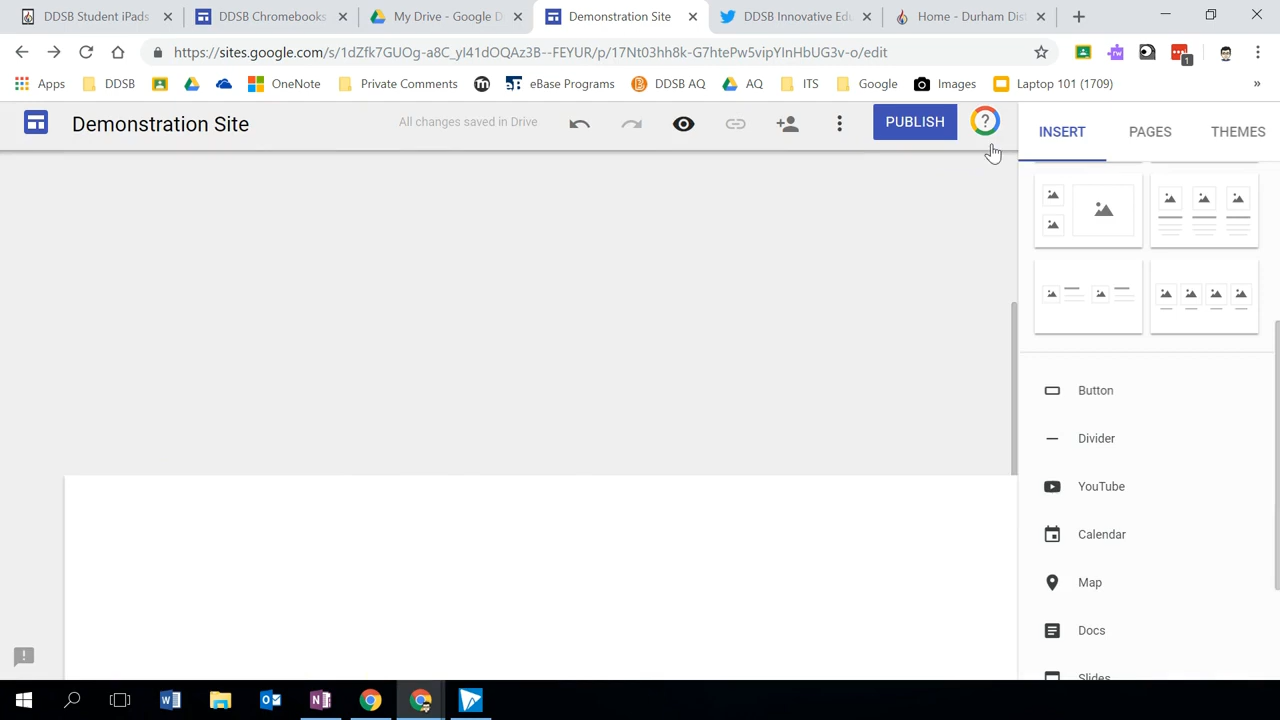 DDSB Student iPads
DDSB Chromebooks
My Drive - Google D
Demonstration Site
DDSB Innovative Edu
Home - Durham Dist
https://sites.google.com/s/1dZfk7GUOg-a8C_yl41dOQAz3B--FEYUR/p/17Nt03hh8k-G7htePw5vipYInHbUG3v-o/edit
1
Apps
DDSB
OneNote
Private Comments
eBase Programs
DDSB AQ
AQ
ITS
Google
Images
Laptop 101 (1709)
»
Demonstration Site
All changes saved in Drive
PUBLISH
?
INSERT
PAGES
THEMES
Button
Divider
YouTube
Calendar
Map
Docs
Slides